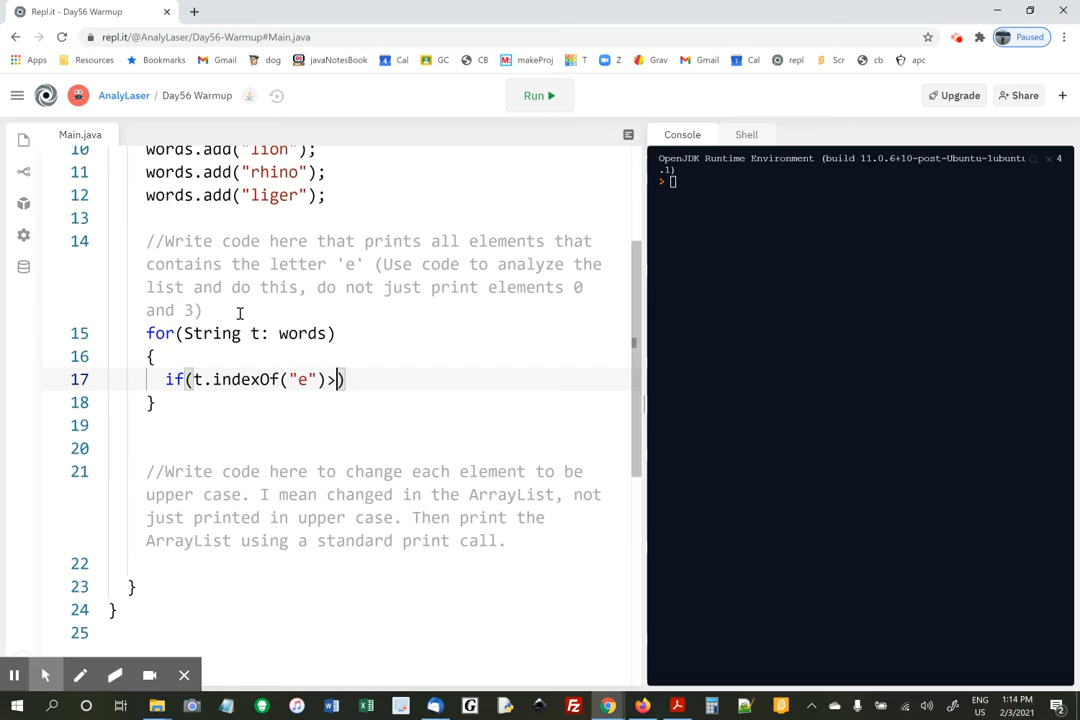 Repl.it - Day56 Warmup
repl.it/@AnalyLaser/Day56-Warmup#Main.java
Paused
Apps Resources Bookmarks Gmail dog javaNoteBook Cal GC CB makeProj T Z Grav Gmail Cal repl Scr cb apc
AnalyLaser / Day56 Warmup
Run
Upgrade
Share
Main.java
Console
Shell
10 words.add("lion");
11 words.add("rhino");
12 words.add("liger");
13
14 //Write code here that prints all elements that
contains the letter 'e' (Use code to analyze the
list and do this, do not just print elements 0
and 3)
15 for(String t: words)
16 {
17 if(t.indexOf("e")>)
18 }
19
20
21 //Write code here to change each element to be
upper case. I mean changed in the ArrayList, not
just printed in upper case. Then print the
ArrayList using a standard print call.
22
23 }
24 }
25
OpenJDK Runtime Environment (build 11.0.6+10-post-Ubuntu-1ubuntu 4
.1)
>
ENG
US
1:14 PM
2/3/2021